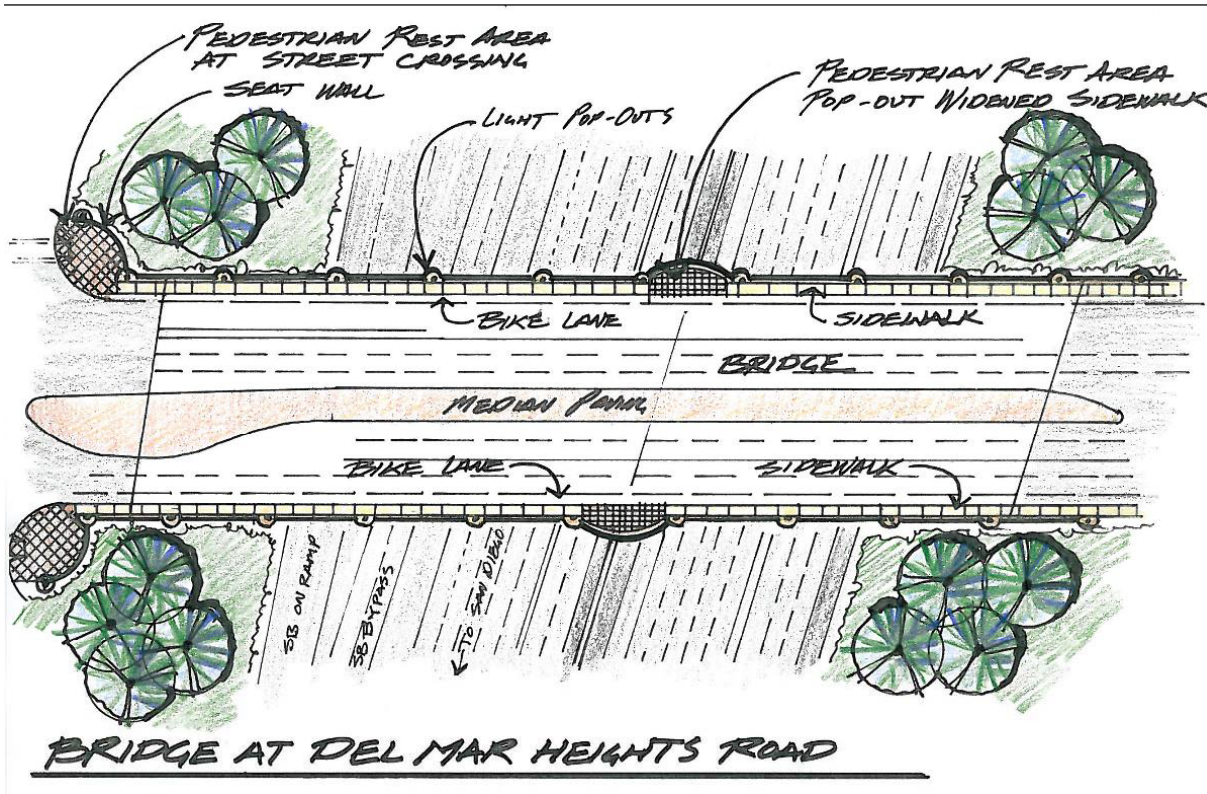 PEDESTRIAN REST AREA
AT STREET CROSSING
SEAT WALL
LIGHT POP-OUTS
PEDESTRIAN REST AREA
POP-OUT WIDENED SIDEWALK
BIKE LANE
SIDEWALK
BRIDGE
MEDIAN PAVING
BIKE LANE
SIDEWALK
SB ON RAMP
SB BYPASS
TO SAN DIEGO
BRIDGE AT DEL MAR HEIGHTS ROAD